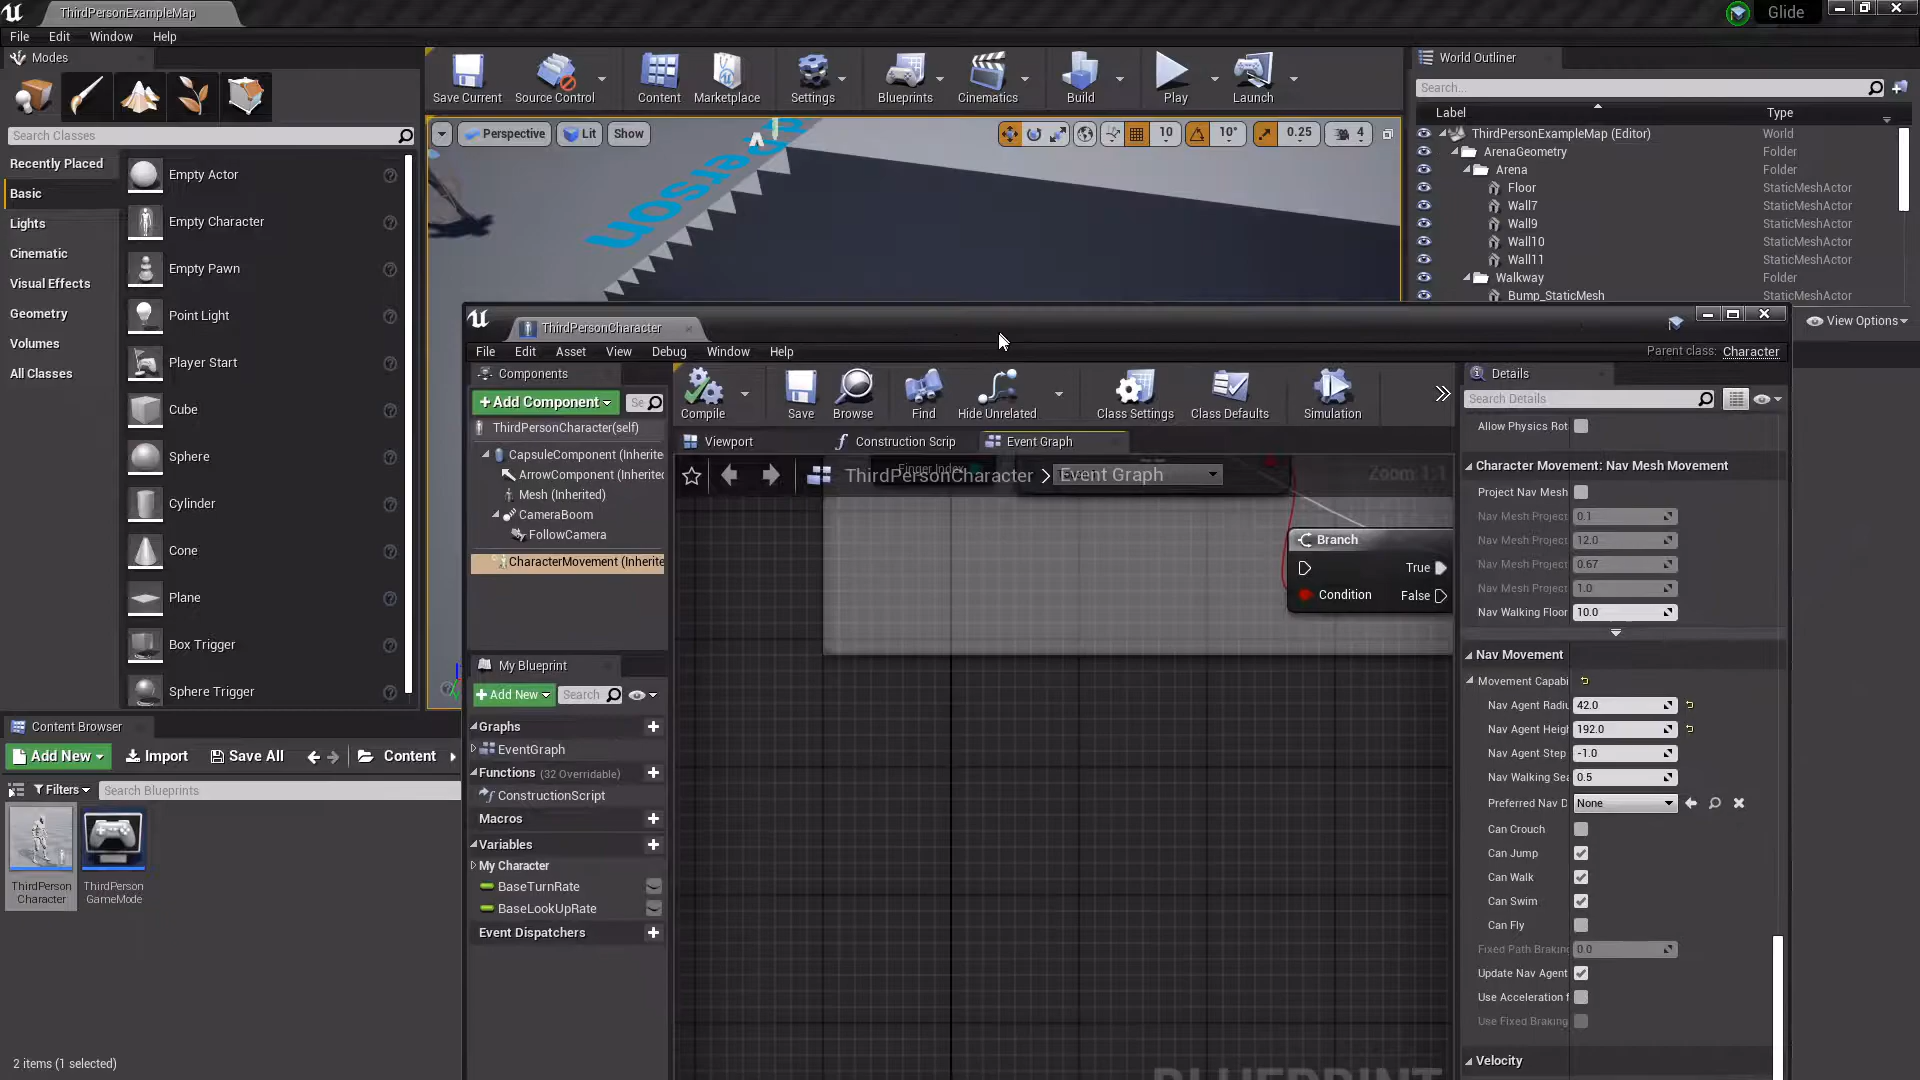 ThirdPersonExampleMap
Glide
File Edit Window Help
Modes
Search Classes
Recently Placed
Basic
Lights
Cinematic
Visual Effects
Geometry
Volumes
All Classes
Empty Actor
Empty Character
Empty Pawn
Point Light
Player Start
Cube
Sphere
Cylinder
Cone
Plane
Box Trigger
Sphere Trigger
Save Current Source Control Content Marketplace Settings Blueprints Cinematics Build Play Launch
Perspective Lit Show
10 10° 0.25 4
World Outliner
Search...
Label Type
ThirdPersonExampleMap (Editor) World
ArenaGeometry Folder
Arena Folder
Floor StaticMeshActor
Wall7 StaticMeshActor
Wall9 StaticMeshActor
Wall10 StaticMeshActor
Wall11 StaticMeshActor
Walkway Folder
Bump_StaticMesh StaticMeshActor
View Options
ThirdPersonCharacter
File Edit Asset View Debug Window Help
Parent class: Character
Components
+Add Component Se
ThirdPersonCharacter(self)
CapsuleComponent (Inherite
ArrowComponent (Inherite
Mesh (Inherited)
CameraBoom
FollowCamera
CharacterMovement (Inherite
Compile Save Browse Find Hide Unrelated Class Settings Class Defaults Simulation
Viewport Construction Scrip Event Graph
ThirdPersonCharacter > Event Graph
Finger Index
Zoom 1:1
Branch
True
Condition False
BLUEPRINT
My Blueprint
+Add New Search
Graphs
EventGraph
Functions (32 Overridable)
ConstructionScript
Macros
Variables
My Character
BaseTurnRate
BaseLookUpRate
Event Dispatchers
Details
Search Details
Allow Physics Rot
Character Movement: Nav Mesh Movement
Project Nav Mesh
Nav Mesh Project 0.1
Nav Mesh Project 12.0
Nav Mesh Project 0.67
Nav Mesh Project 1.0
Nav Walking Floor 10.0
Nav Movement
Movement Capabi
Nav Agent Radiu 42.0
Nav Agent Heigh 192.0
Nav Agent Step -1.0
Nav Walking Sea 0.5
Preferred Nav D None
Can Crouch
Can Jump
Can Walk
Can Swim
Can Fly
Fixed Path Braking 0.0
Update Nav Agent
Use Acceleration f
Use Fixed Braking
Velocity
Content Browser
Add New Import Save All Content
Filters Search Blueprints
ThirdPerson
Character
ThirdPerson
GameMode
2 items (1 selected)